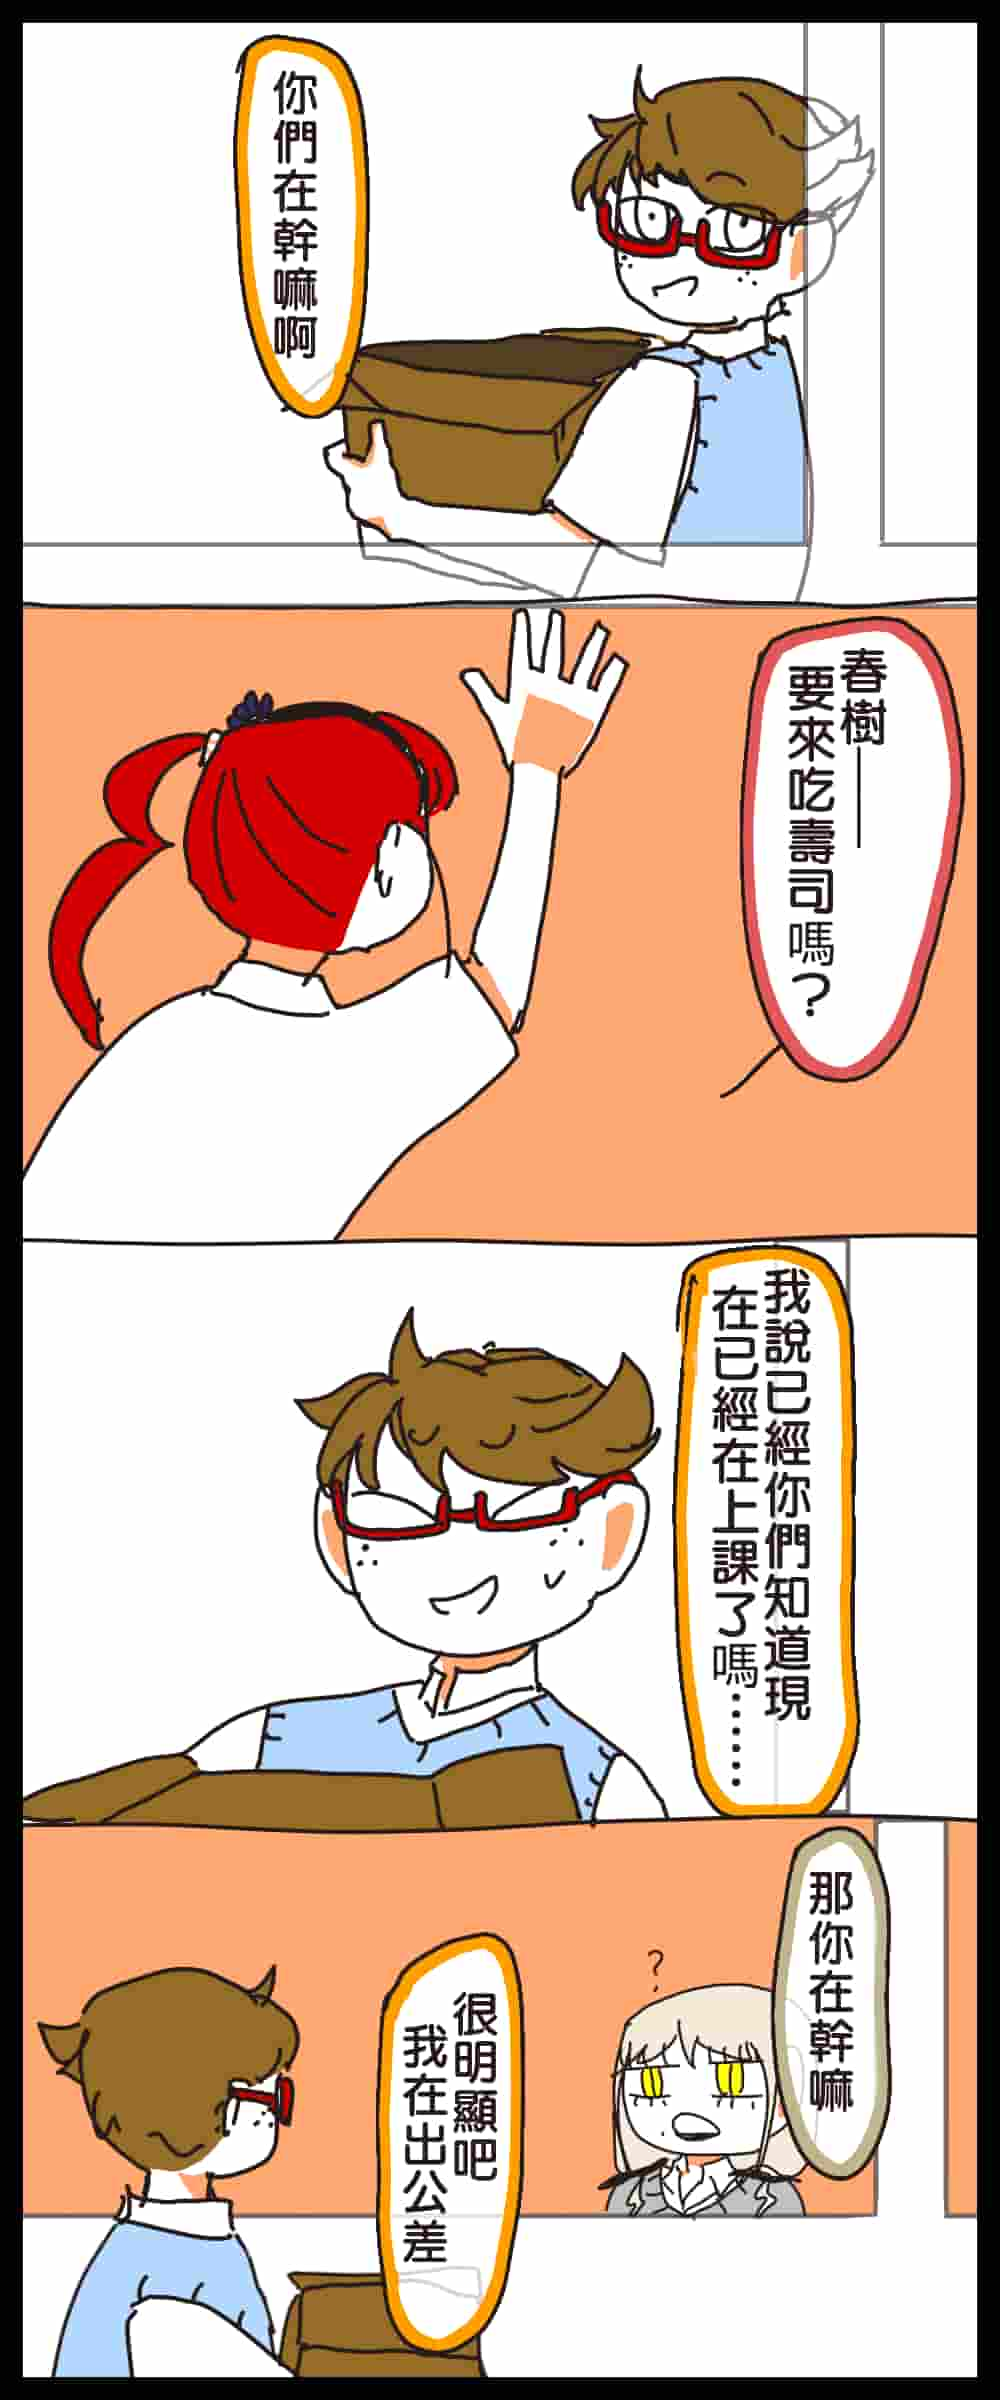 你們在幹嘛啊
春樹——
要來吃壽司嗎？
我說已經你們知道現
在已經在上課了嗎⋯⋯
那你在幹嘛
?
很明顯吧
我在出公差